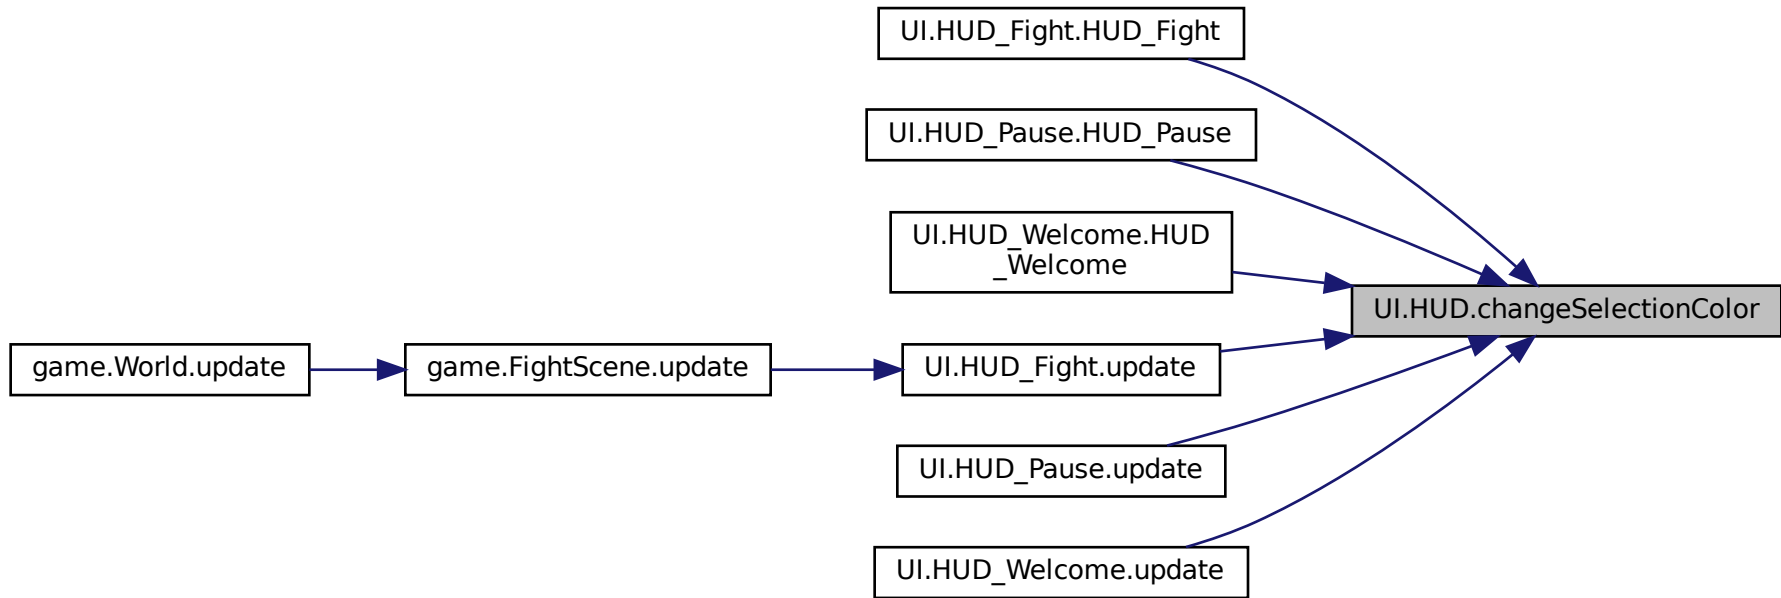 UI.HUD_Fight.HUD_Fight
UI.HUD_Pause.HUD_Pause
UI.HUD_Welcome.HUD
_Welcome
UI.HUD.changeSelectionColor
game.World.update
game.FightScene.update
UI.HUD_Fight.update
UI.HUD_Pause.update
UI.HUD_Welcome.update